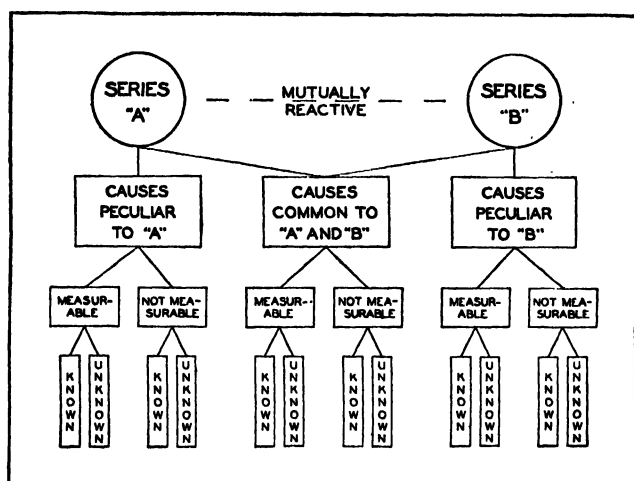 SERIES
"A"
MUTUALLY
REACTIVE
SERIES
"B"
CAUSES
PECULIAR
TO "A"
CAUSES
COMMON TO
"A" AND "B"
CAUSES
PECULIAR
TO "B"
MEASUR-
ABLE
NOT MEA-
SURABLE
MEASUR-
ABLE
NOT MEA-
SURABLE
MEASUR-
ABLE
NOT MEA-
SURABLE
KNOWN
UNKNOWN
KNOWN
UNKNOWN
KNOWN
UNKNOWN
KNOWN
UNKNOWN
KNOWN
UNKNOWN
KNOWN
UNKNOWN